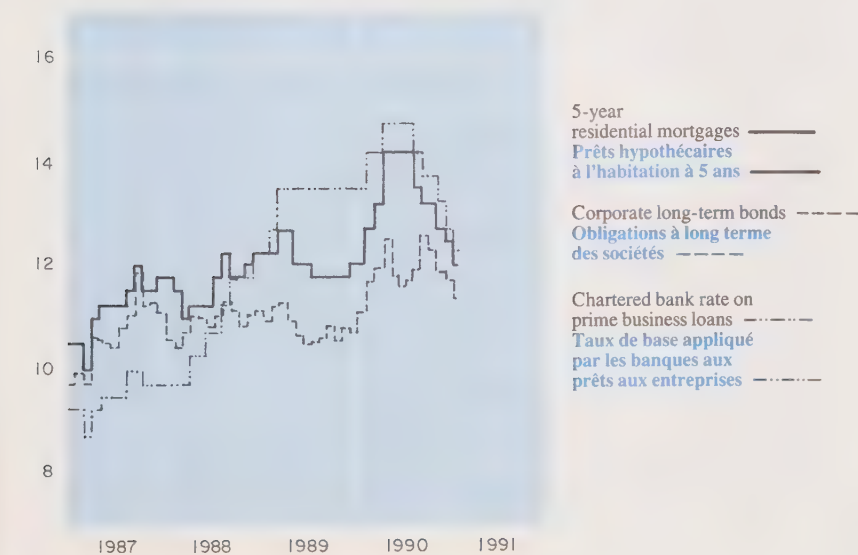 16
14
12
10
8
1987 1988 1989 1990 1991
5-year
residential mortgages
Prêts hypothécaires
à l'habitation à 5 ans
Corporate long-term bonds
Obligations à long terme
des sociétés
Chartered bank rate on
prime business loans
Taux de base appliqué
par les banques aux
prêts aux entreprises